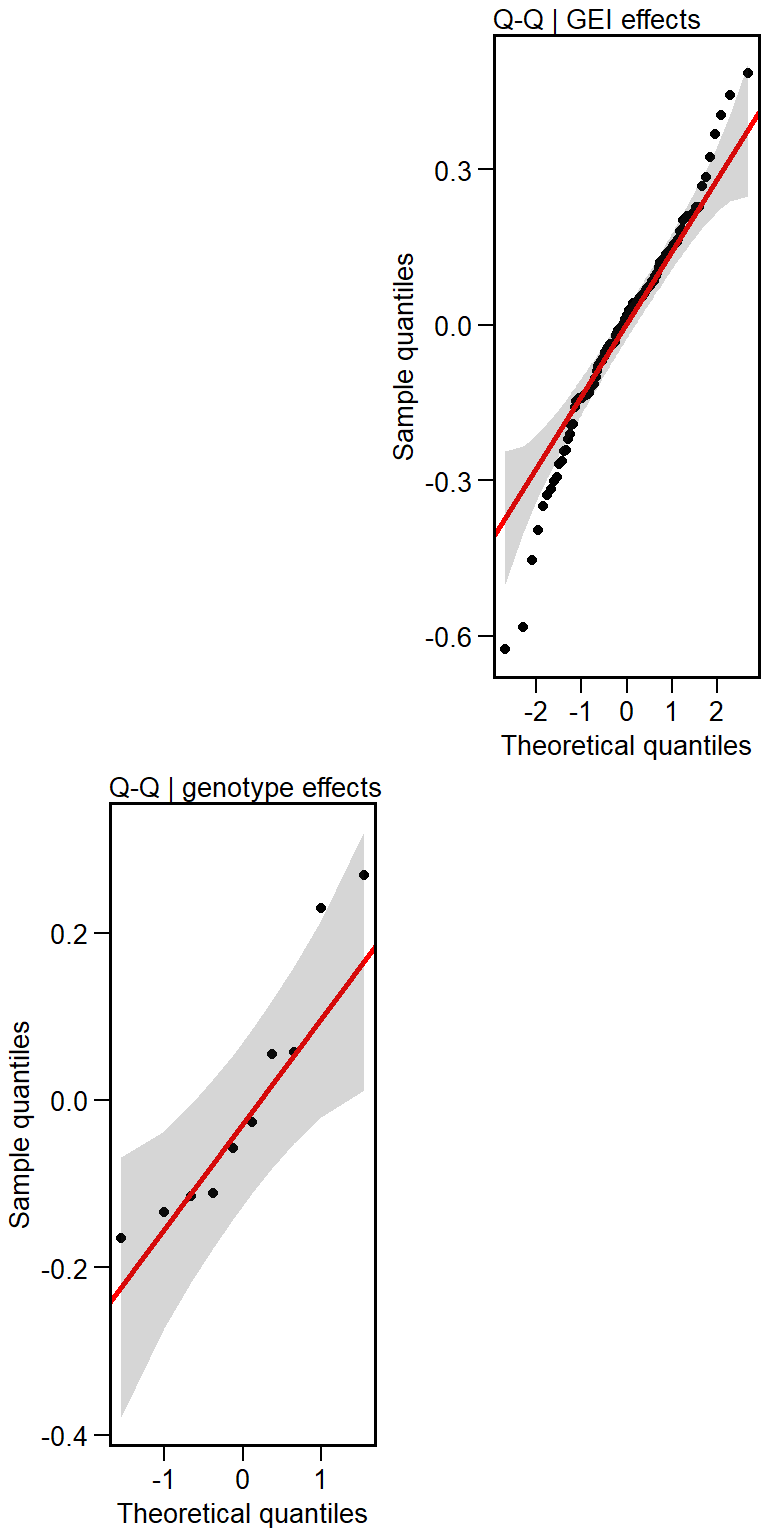 Q-Q | GEI effects
0.3
0.0
-0.3
-0.6
Sample quantiles
-2 -1 0 1 2
Theoretical quantiles
Q-Q | genotype effects
0.2
0.0
-0.2
-0.4
Sample quantiles
-1 0 1
Theoretical quantiles